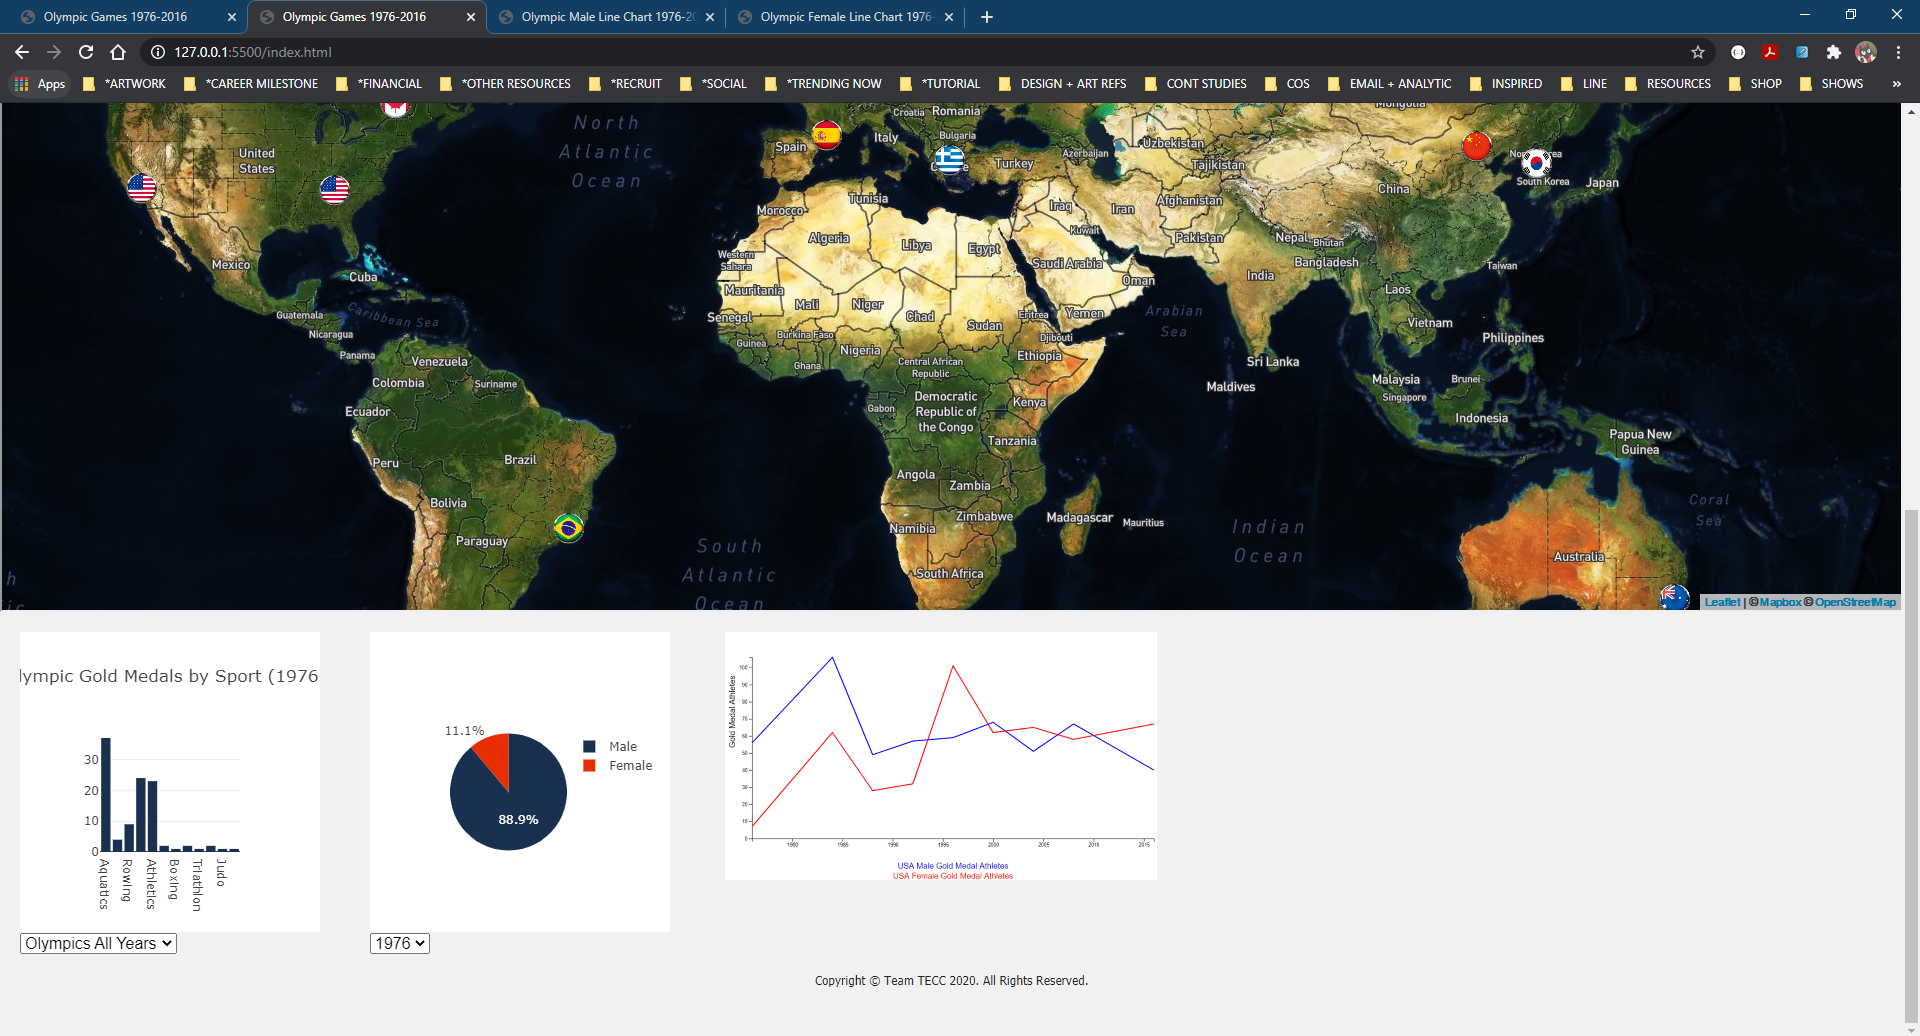 Olympic Games 1976-2016
Olympic Games 1976-2016
Olympic Male Line Chart 1976-20
Olympic Female Line Chart 1976-
127.0.0.1:5500/index.html
Apps
*ARTWORK
*CAREER MILESTONE
*FINANCIAL
*OTHER RESOURCES
*RECRUIT
*SOCIAL
*TRENDING NOW
*TUTORIAL
DESIGN + ART REFS
CONT STUDIES
COS
EMAIL + ANALYTIC
INSPIRED
LINE
RESOURCES
SHOP
SHOWS
»
Mongolia
Croatia
Romania
North
Atlantic
Ocean
Italy
Bulgaria
Spain
Uzbekistan
United
States
Azerbaijan
Turkey
Tajikistan
South Korea
Japan
China
Tunisia
Afghanistan
Morocco
Iraq
Iran
Algeria
Libya
Egypt
Kuwait
Pakistan
Nepal
Bhutan
Western
Sahara
Mexico
Saudi Arabia
Bangladesh
Taiwan
Cuba
India
Oman
Mauritania
Mali
Niger
Laos
Guatemala
Caribbean Sea
Senegal
Chad
Sudan
Eritrea
Yemen
Arabian
Sea
Nicaragua
Burkina Faso
Vietnam
Guinea
Djibouti
Philippines
Panama
Nigeria
Ethiopia
Venezuela
Ghana
Central African
Republic
Sri Lanka
Colombia
Suriname
Maldives
Malaysia
Brunei
Singapore
Ecuador
Gabon
Democratic
Republic of
the Congo
Kenya
Indonesia
Tanzania
Papua New
Guinea
Peru
Brazil
Angola
Zambia
Bolivia
Coral
Sea
Zimbabwe
Madagascar
Mauritius
Namibia
Indian
Ocean
Paraguay
South
Atlantic
Ocean
Australia
South Africa
Leaflet | © Mapbox © OpenStreetMap
lympic Gold Medals by Sport (1976
30
20
10
0
Aquatics
Rowing
Athletics
Boxing
Triathlon
Judo
Olympics All Years
11.1%
88.9%
Male
Female
1976
Gold Medal Athletes
100
90
80
70
60
50
40
30
20
10
0
1980
1985
1990
1995
2000
2005
2010
2015
USA Male Gold Medal Athletes
USA Female Gold Medal Athletes
Copyright © Team TECC 2020. All Rights Reserved.